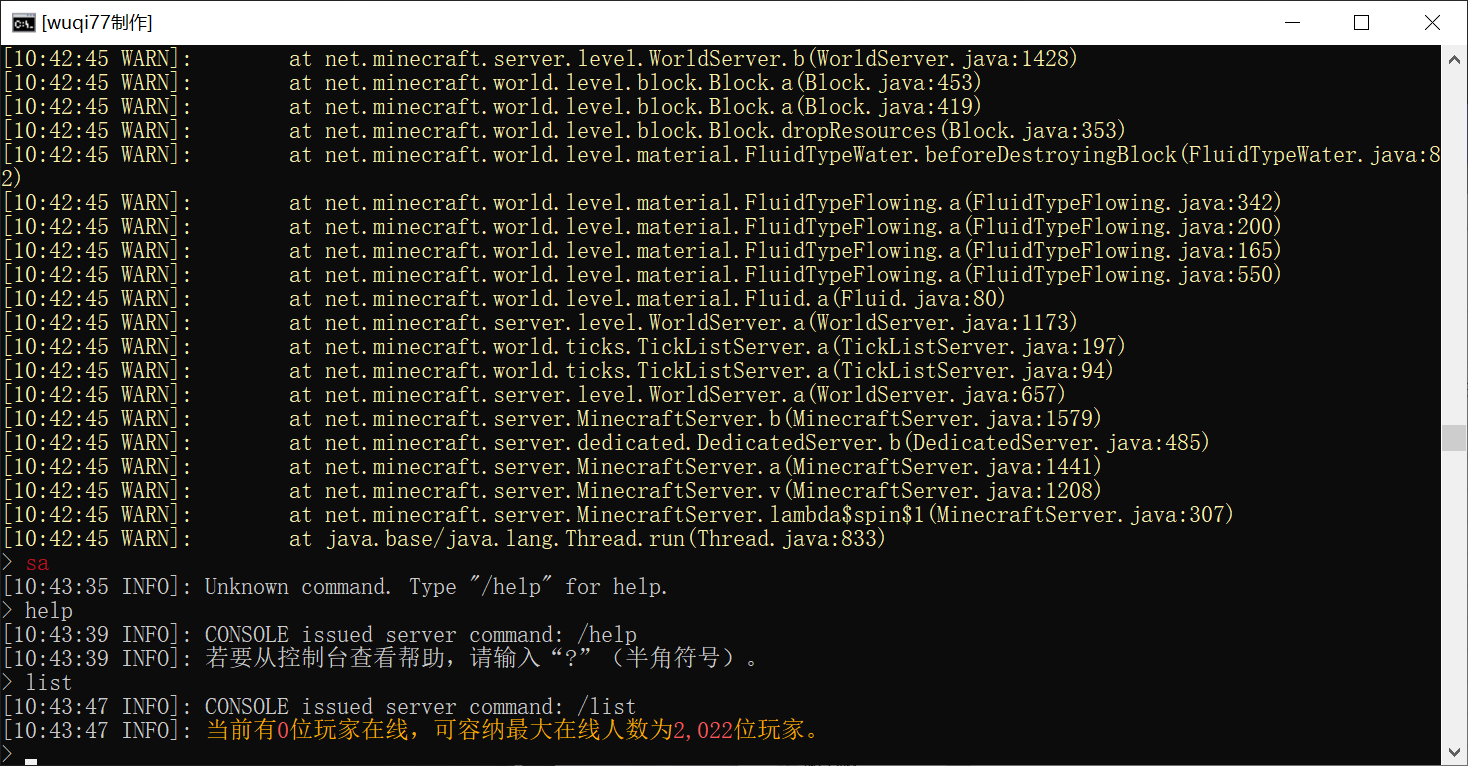 [wuqi77制作]
[10:42:45 WARN]:        at net.minecraft.server.level.WorldServer.b(WorldServer.java:1428)
[10:42:45 WARN]:        at net.minecraft.world.level.block.Block.a(Block.java:453)
[10:42:45 WARN]:        at net.minecraft.world.level.block.Block.a(Block.java:419)
[10:42:45 WARN]:        at net.minecraft.world.level.block.Block.dropResources(Block.java:353)
[10:42:45 WARN]:        at net.minecraft.world.level.material.FluidTypeWater.beforeDestroyingBlock(FluidTypeWater.java:8
2)
[10:42:45 WARN]:        at net.minecraft.world.level.material.FluidTypeFlowing.a(FluidTypeFlowing.java:342)
[10:42:45 WARN]:        at net.minecraft.world.level.material.FluidTypeFlowing.a(FluidTypeFlowing.java:200)
[10:42:45 WARN]:        at net.minecraft.world.level.material.FluidTypeFlowing.a(FluidTypeFlowing.java:165)
[10:42:45 WARN]:        at net.minecraft.world.level.material.FluidTypeFlowing.a(FluidTypeFlowing.java:550)
[10:42:45 WARN]:        at net.minecraft.world.level.material.Fluid.a(Fluid.java:80)
[10:42:45 WARN]:        at net.minecraft.server.level.WorldServer.a(WorldServer.java:1173)
[10:42:45 WARN]:        at net.minecraft.world.ticks.TickListServer.a(TickListServer.java:197)
[10:42:45 WARN]:        at net.minecraft.world.ticks.TickListServer.a(TickListServer.java:94)
[10:42:45 WARN]:        at net.minecraft.server.level.WorldServer.a(WorldServer.java:657)
[10:42:45 WARN]:        at net.minecraft.server.MinecraftServer.b(MinecraftServer.java:1579)
[10:42:45 WARN]:        at net.minecraft.server.dedicated.DedicatedServer.b(DedicatedServer.java:485)
[10:42:45 WARN]:        at net.minecraft.server.MinecraftServer.a(MinecraftServer.java:1441)
[10:42:45 WARN]:        at net.minecraft.server.MinecraftServer.v(MinecraftServer.java:1208)
[10:42:45 WARN]:        at net.minecraft.server.MinecraftServer.lambda$spin$1(MinecraftServer.java:307)
[10:42:45 WARN]:        at java.base/java.lang.Thread.run(Thread.java:833)
> sa
[10:43:35 INFO]: Unknown command. Type "/help" for help.
> help
[10:43:39 INFO]: CONSOLE issued server command: /help
[10:43:39 INFO]: 若要从控制台查看帮助，请输入“?”（半角符号）。
> list
[10:43:47 INFO]: CONSOLE issued server command: /list
[10:43:47 INFO]: 当前有0位玩家在线，可容纳最大在线人数为2,022位玩家。
>